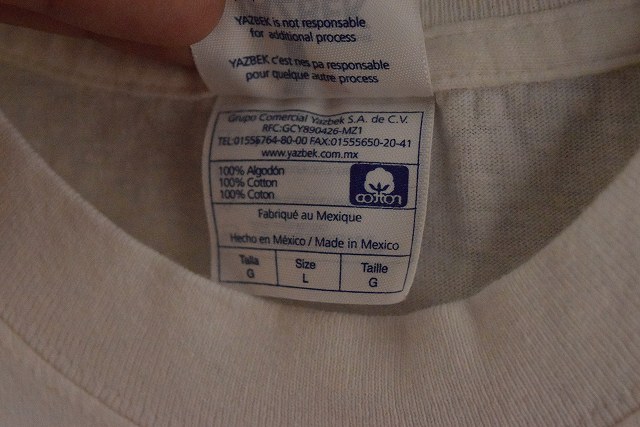 YAZBEK is not responsible
for additional process
YAZBEK c'est nes pa responsable
pour quelque autre process
Grupo Comercial Yazbek S.A. de C.V.
RFC:GCY890426-MZ1
TEL:01555764-80-00 FAX:01555650-20-41
www.yazbek.com.mx
100% Algodón
100% Cotton
100% Coton
cotton
Fabriqué au Mexique
Hecho en México / Made in Mexico
Talla Size Taille
G L G